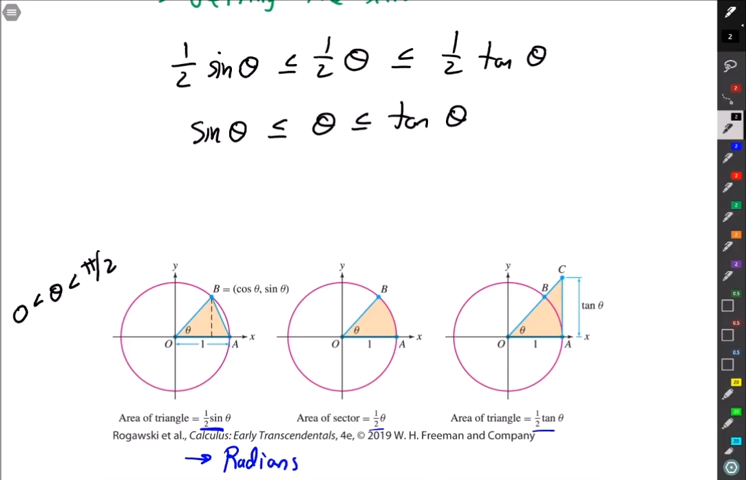 1/2 sin θ ≤ 1/2 θ ≤ 1/2 tan θ
sin θ ≤ θ ≤ tan θ
0 < θ < π/2
y
B = (cos θ, sin θ)
θ
O 1 A x
y
B
θ
O 1 A x
y
C
B
tan θ
θ
O 1 A x
Area of triangle = 1/2 sin θ
Area of sector = 1/2 θ
Area of triangle = 1/2 tan θ
Rogawski et al., Calculus: Early Transcendentals, 4e, © 2019 W. H. Freeman and Company
→ Radians